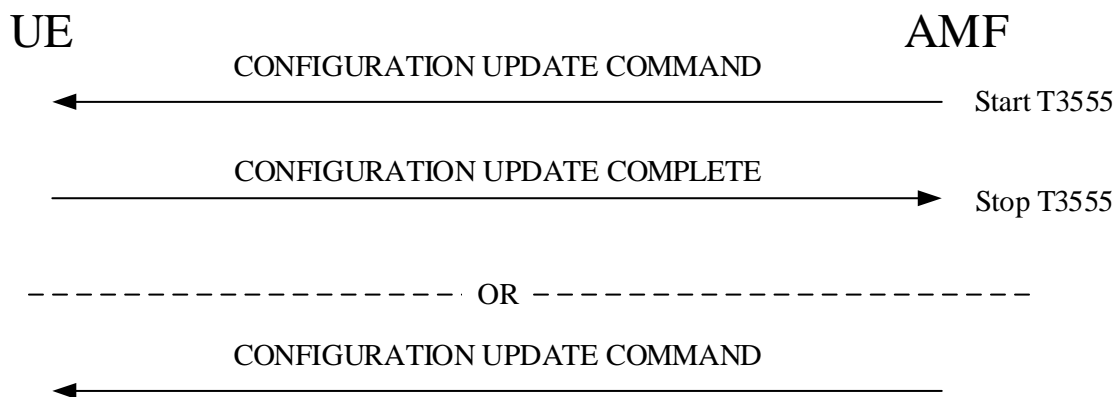 UE
AMF
CONFIGURATION UPDATE COMMAND
Start T3555
CONFIGURATION UPDATE COMPLETE
Stop T3555
OR
CONFIGURATION UPDATE COMMAND